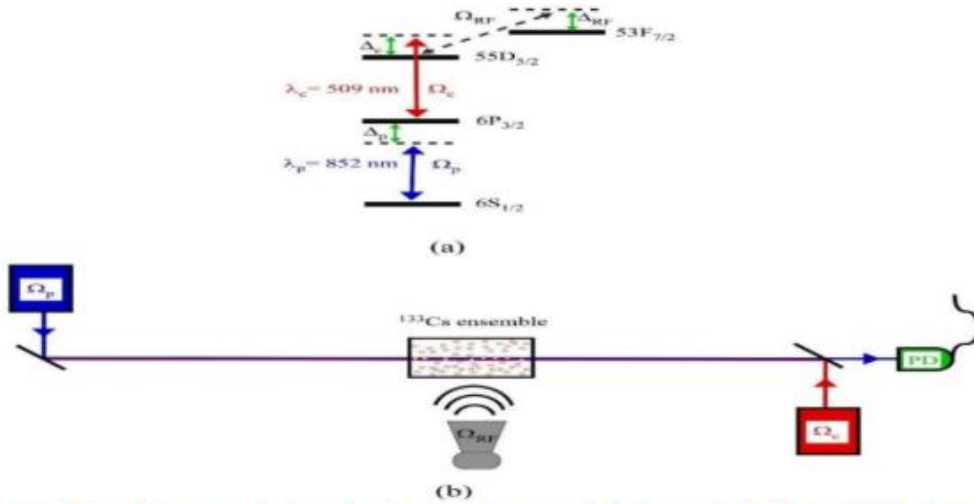 Ω_RF
Δ_RF
53F_7/2
Δ_c
55D_5/2
λ_c= 509 nm
Ω_c
6P_3/2
Δ_p
λ_p= 852 nm
Ω_p
6S_1/2
(a)
Ω_p
¹³³Cs ensemble
PD
Ω_RF
Ω_c
(b)